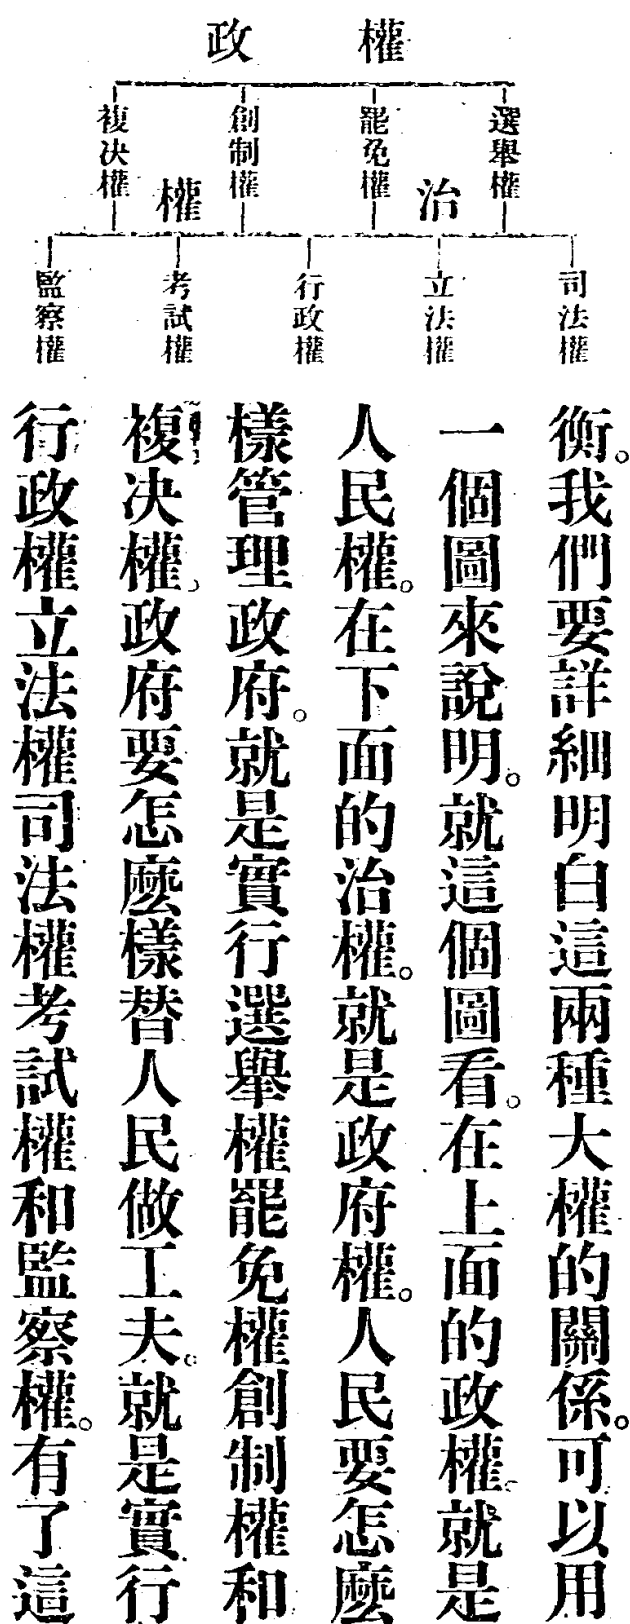 政權
選舉權
罷免權
創制權
複决權
治權
司法權
立法權
行政權
考試權
監察權
衡。我們要詳細明白這兩種大權的關係。可以用
一個圖來說明。就這個圖看。在上面的政權。就是
人民權。在下面的治權。就是政府權。人民要怎麼
樣管理政府。就是實行選舉權罷免權創制權和
複决權、政府要怎麼樣替人民做工夫。就是實行
行政權立法權司法權考試權和監察權。有了這